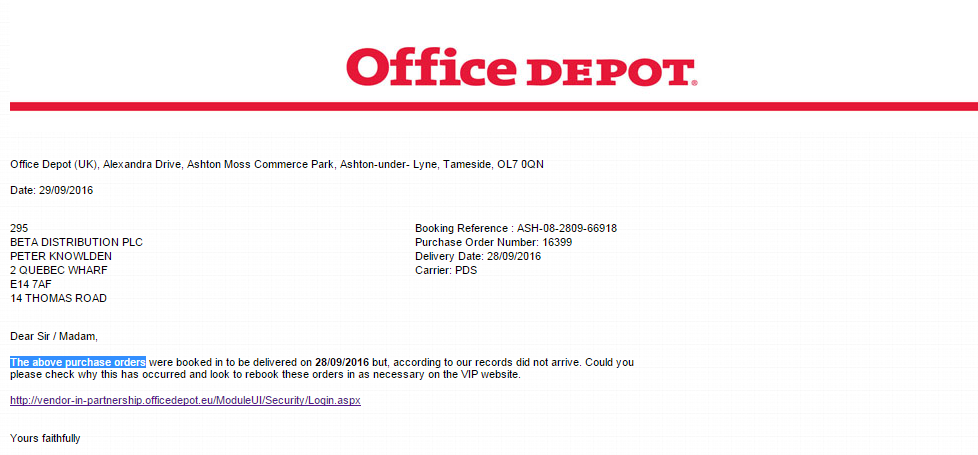 Office DEPOT®
Office Depot (UK), Alexandra Drive, Ashton Moss Commerce Park, Ashton-under- Lyne, Tameside, OL7 0QN
Date: 29/09/2016
295
BETA DISTRIBUTION PLC
PETER KNOWLDEN
2 QUEBEC WHARF
E14 7AF
14 THOMAS ROAD
Booking Reference : ASH-08-2809-66918
Purchase Order Number: 16399
Delivery Date: 28/09/2016
Carrier: PDS
Dear Sir / Madam,
The above purchase orders were booked in to be delivered on 28/09/2016 but, according to our records did not arrive. Could you
please check why this has occurred and look to rebook these orders in as necessary on the VIP website.
http://vendor-in-partnership.officedepot.eu/ModuleUI/Security/Login.aspx
Yours faithfully